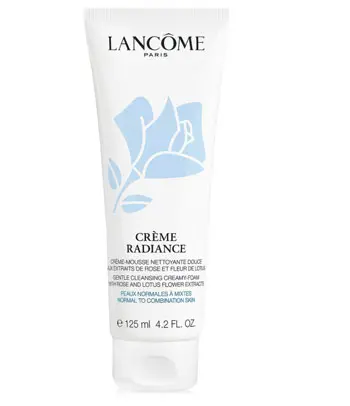 LANCÔME
PARIS
CRÈME
RADIANCE
CRÈME-MOUSSE NETTOYANTE DOUCE
AUX EXTRAITS DE ROSE ET FLEUR DE LOTUS
GENTLE CLEANSING CREAMY-FOAM
WITH ROSE AND LOTUS FLOWER EXTRACTS
PEAUX NORMALES À MIXTES
NORMAL TO COMBINATION SKIN
e 125 ml 4.2 FL. OZ.